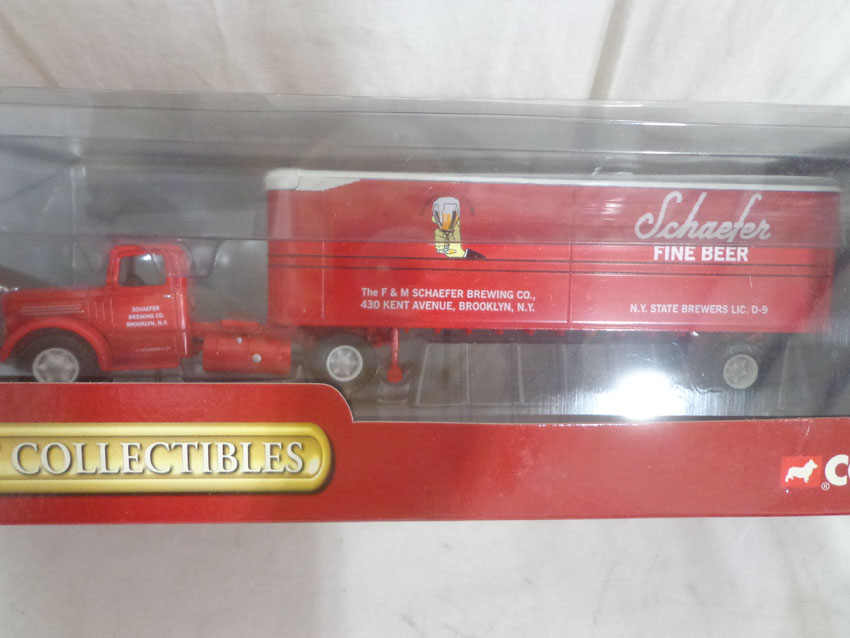 Schaefer
FINE BEER
The F & M SCHAEFER BREWING CO.,
430 KENT AVENUE, BROOKLYN, N.Y.
N.Y. STATE BREWERS LIC. D-9
SCHAEFER
BREWING CO.
BROOKLYN, N.Y.
COLLECTIBLES
®